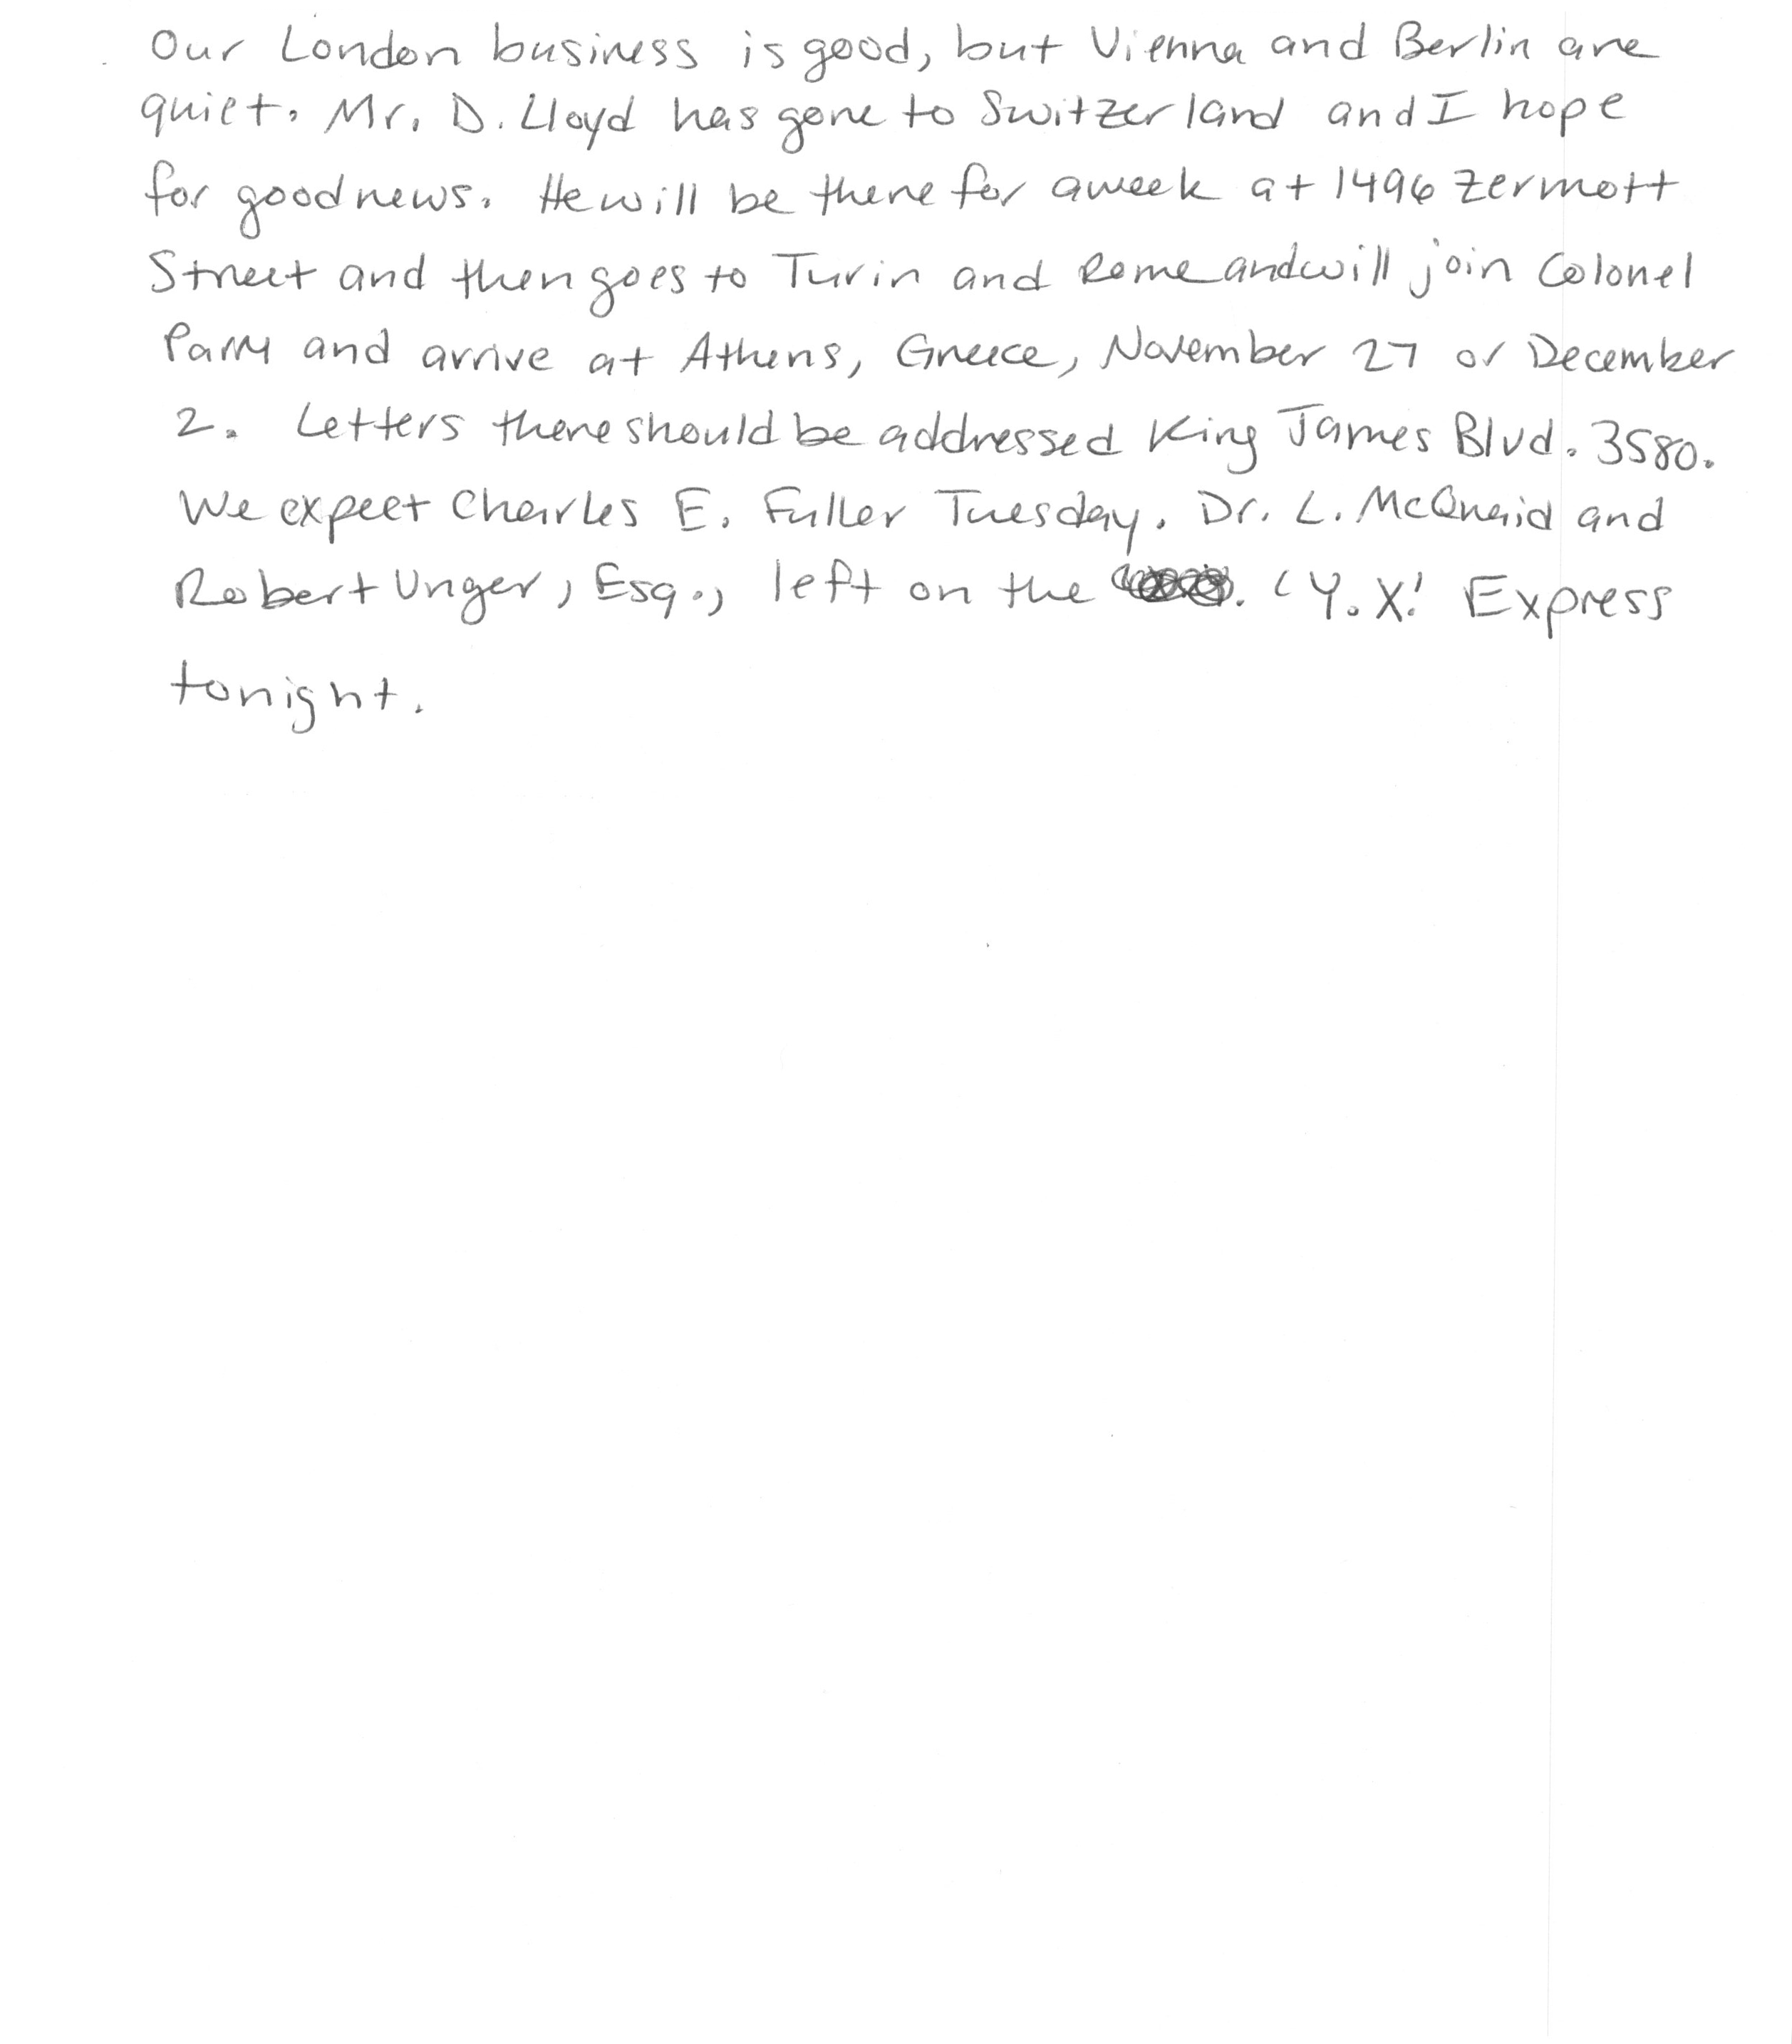 Our London business is good, but Vienna and Berlin are
quiet. Mr. D. Lloyd has gone to Switzerland and I hope
for good news. He will be there for a week at 1496 Zermott
Street and then goes to Turin and Rome and will join Colonel
Parry and arrive at Athens, Greece, November 27 or December
2. Letters there should be addressed King James Blvd. 3580.
We expect Charles E. Fuller Tuesday. Dr. L. McQuaid and
Robert Unger, Esq., left on the 'Y.X.' Express
tonight.